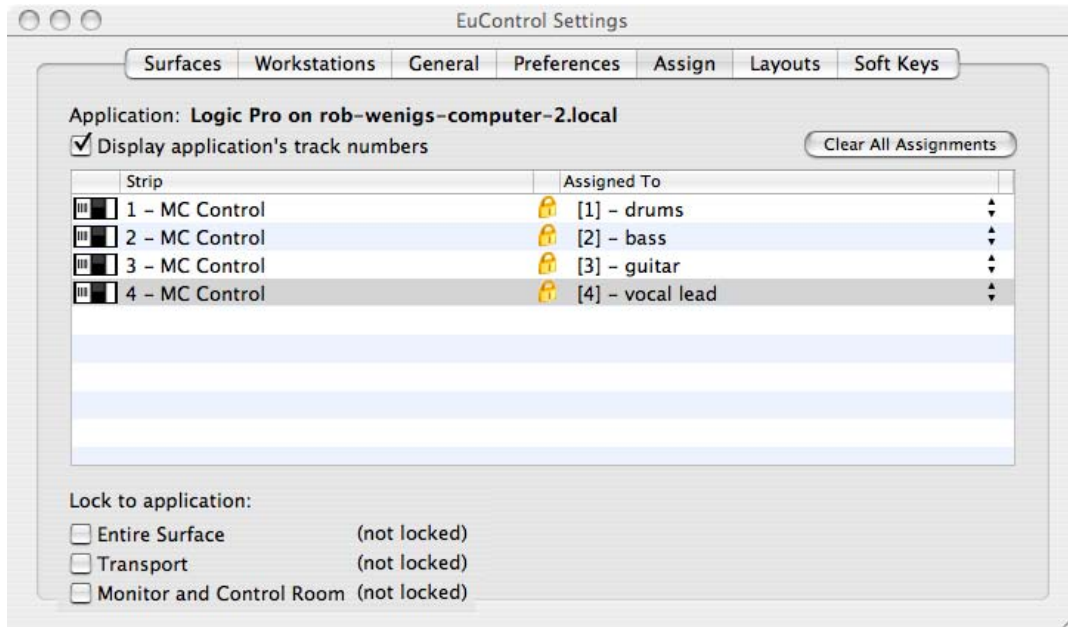 EuControl Settings
Surfaces Workstations General Preferences Assign Layouts Soft Keys
Application: Logic Pro on rob-wenigs-computer-2.local
Display application's track numbers
Clear All Assignments
Strip Assigned To
1 – MC Control [1] – drums
2 – MC Control [2] – bass
3 – MC Control [3] – guitar
4 – MC Control [4] – vocal lead
Lock to application:
Entire Surface (not locked)
Transport (not locked)
Monitor and Control Room (not locked)